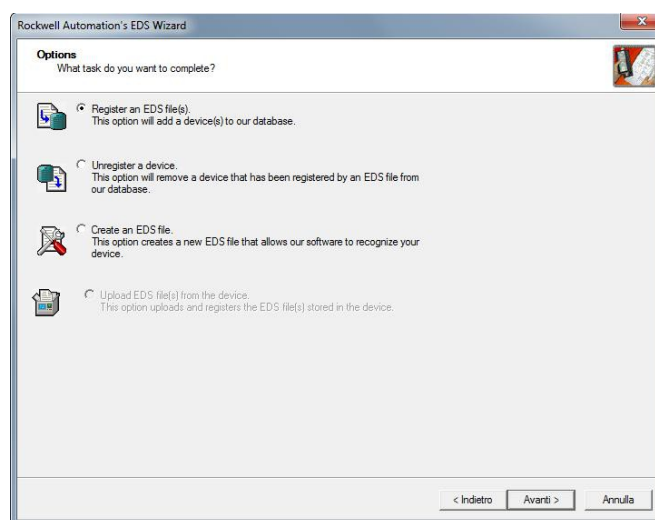 Rockwell Automation's EDS Wizard
Options
What task do you want to complete?
Register an EDS file(s).
This option will add a device(s) to our database.
Unregister a device.
This option will remove a device that has been registered by an EDS file from
our database.
Create an EDS file.
This option creates a new EDS file that allows our software to recognize your
device.
Upload EDS file(s) from the device.
This option uploads and registers the EDS file(s) stored in the device.
< Indietro Avanti > Annulla